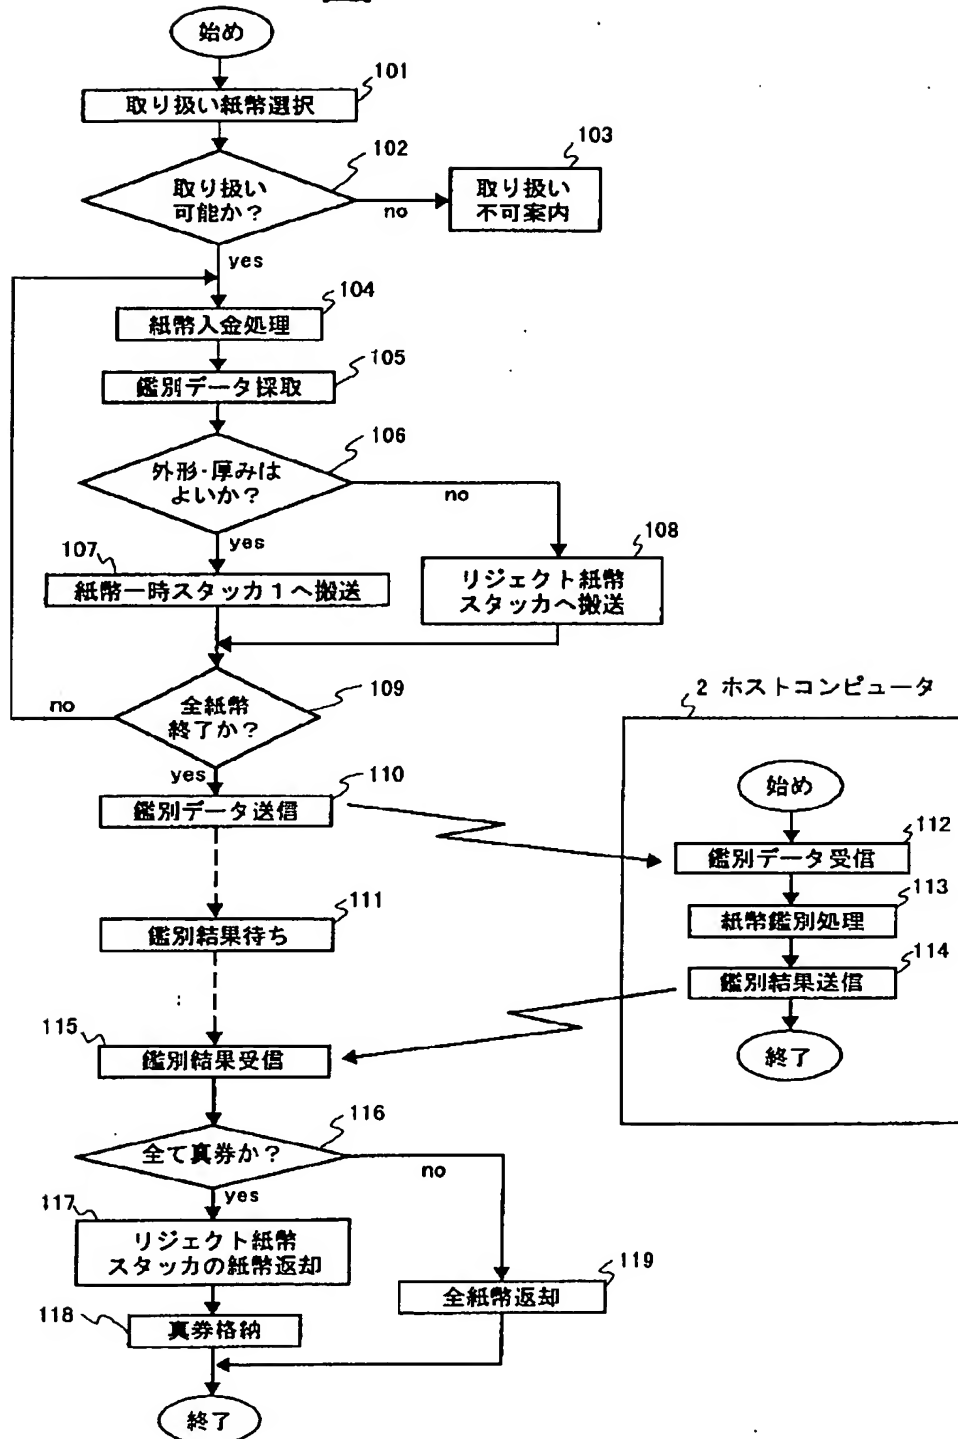 始め
101
取り扱い紙幣選択
102
取り扱い
可能か?
no
103
取り扱い
不可案内
yes
104
紙幣入金処理
105
鑑別データ採取
106
外形・厚みは
よいか?
no
yes
107
紙幣一時スタッカ1へ搬送
108
リジェクト紙幣
スタッカへ搬送
109
全紙幣
終了か?
no
yes
110
鑑別データ送信
111
鑑別結果待ち
2 ホストコンピュータ
始め
112
鑑別データ受信
113
紙幣鑑別処理
114
鑑別結果送信
終了
115
鑑別結果受信
116
全て真券か?
no
yes
117
リジェクト紙幣
スタッカの紙幣返却
118
真券格納
119
全紙幣返却
終了